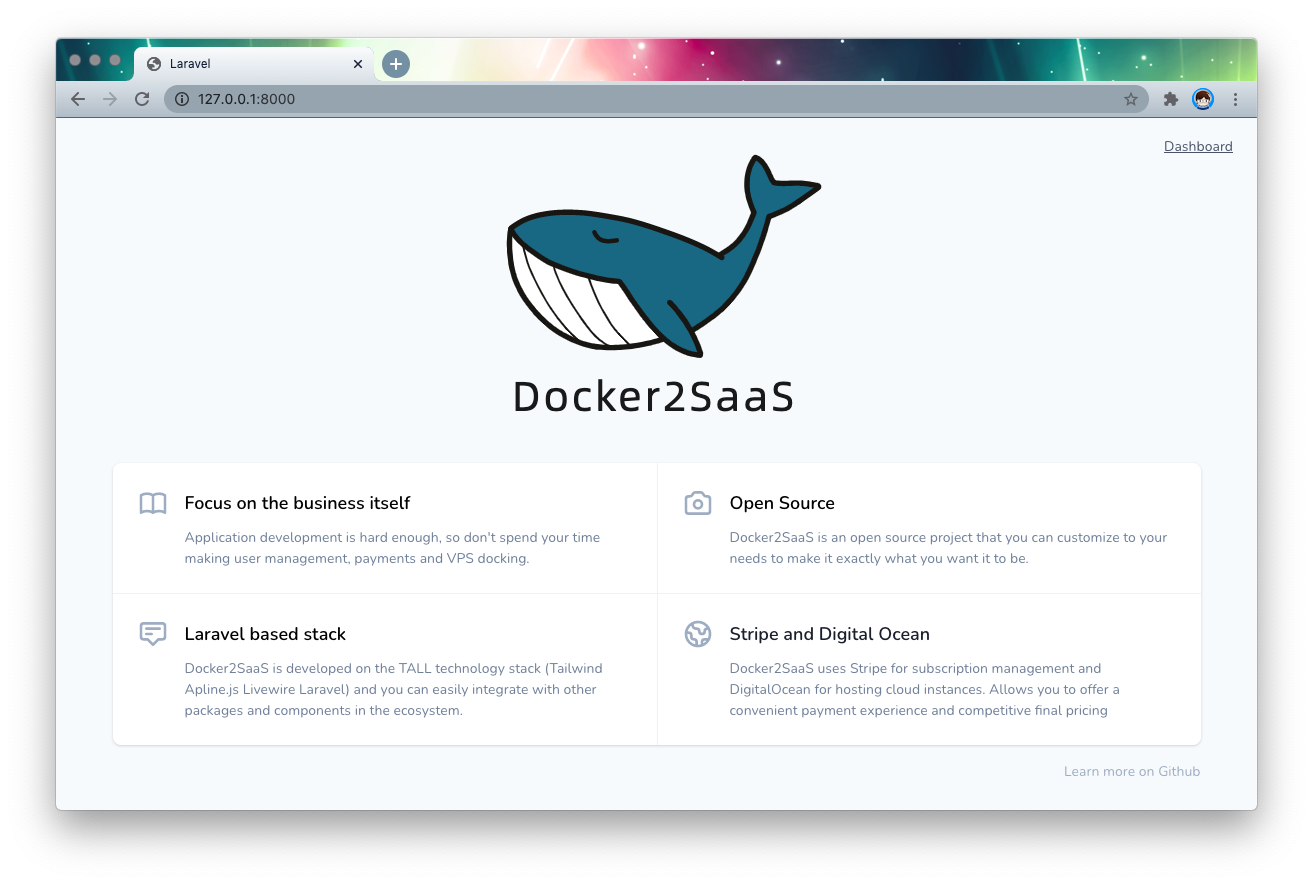 Laravel
127.0.0.1:8000
Dashboard
Docker2SaaS
Focus on the business itself
Application development is hard enough, so don't spend your time
making user management, payments and VPS docking.
Open Source
Docker2SaaS is an open source project that you can customize to your
needs to make it exactly what you want it to be.
Laravel based stack
Docker2SaaS is developed on the TALL technology stack (Tailwind
Apline.js Livewire Laravel) and you can easily integrate with other
packages and components in the ecosystem.
Stripe and Digital Ocean
Docker2SaaS uses Stripe for subscription management and
DigitalOcean for hosting cloud instances. Allows you to offer a
convenient payment experience and competitive final pricing
Learn more on Github